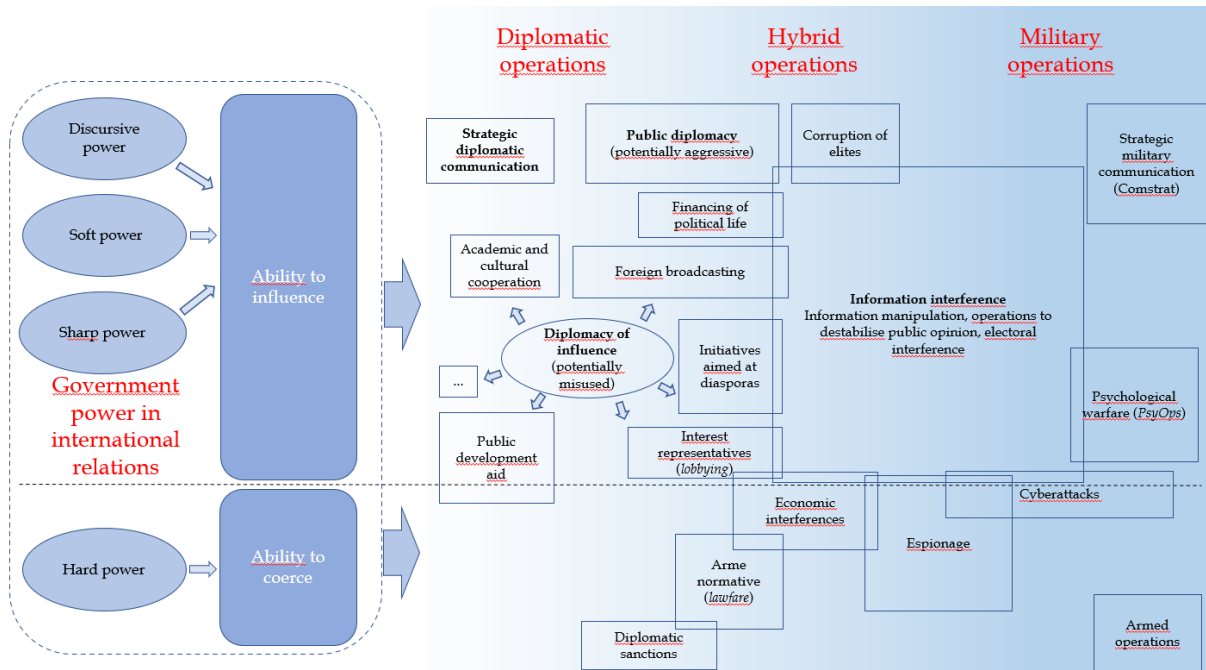 Diplomatic
operations
Hybrid
operations
Military
operations
Discursive
power
Soft power
Sharp power
Government
power in
international
relations
Ability to
influence
Hard power
Ability to
coerce
Strategic
diplomatic
communication
Public diplomacy
(potentially aggressive)
Corruption of
elites
Strategic
military
communication
(Comstrat)
Financing of
political life
Academic and
cultural
cooperation
Foreign broadcasting
Information interference
Information manipulation, operations to
destabilise public opinion, electoral
interference
Diplomacy of
influence
(potentially
misused)
Initiatives
aimed at
diasporas
...
Psychological
warfare (PsyOps)
Public
development
aid
Interest
representatives
(lobbying)
Economic
interferences
Cyberattacks
Espionage
Arme
normative
(lawfare)
Diplomatic
sanctions
Armed
operations